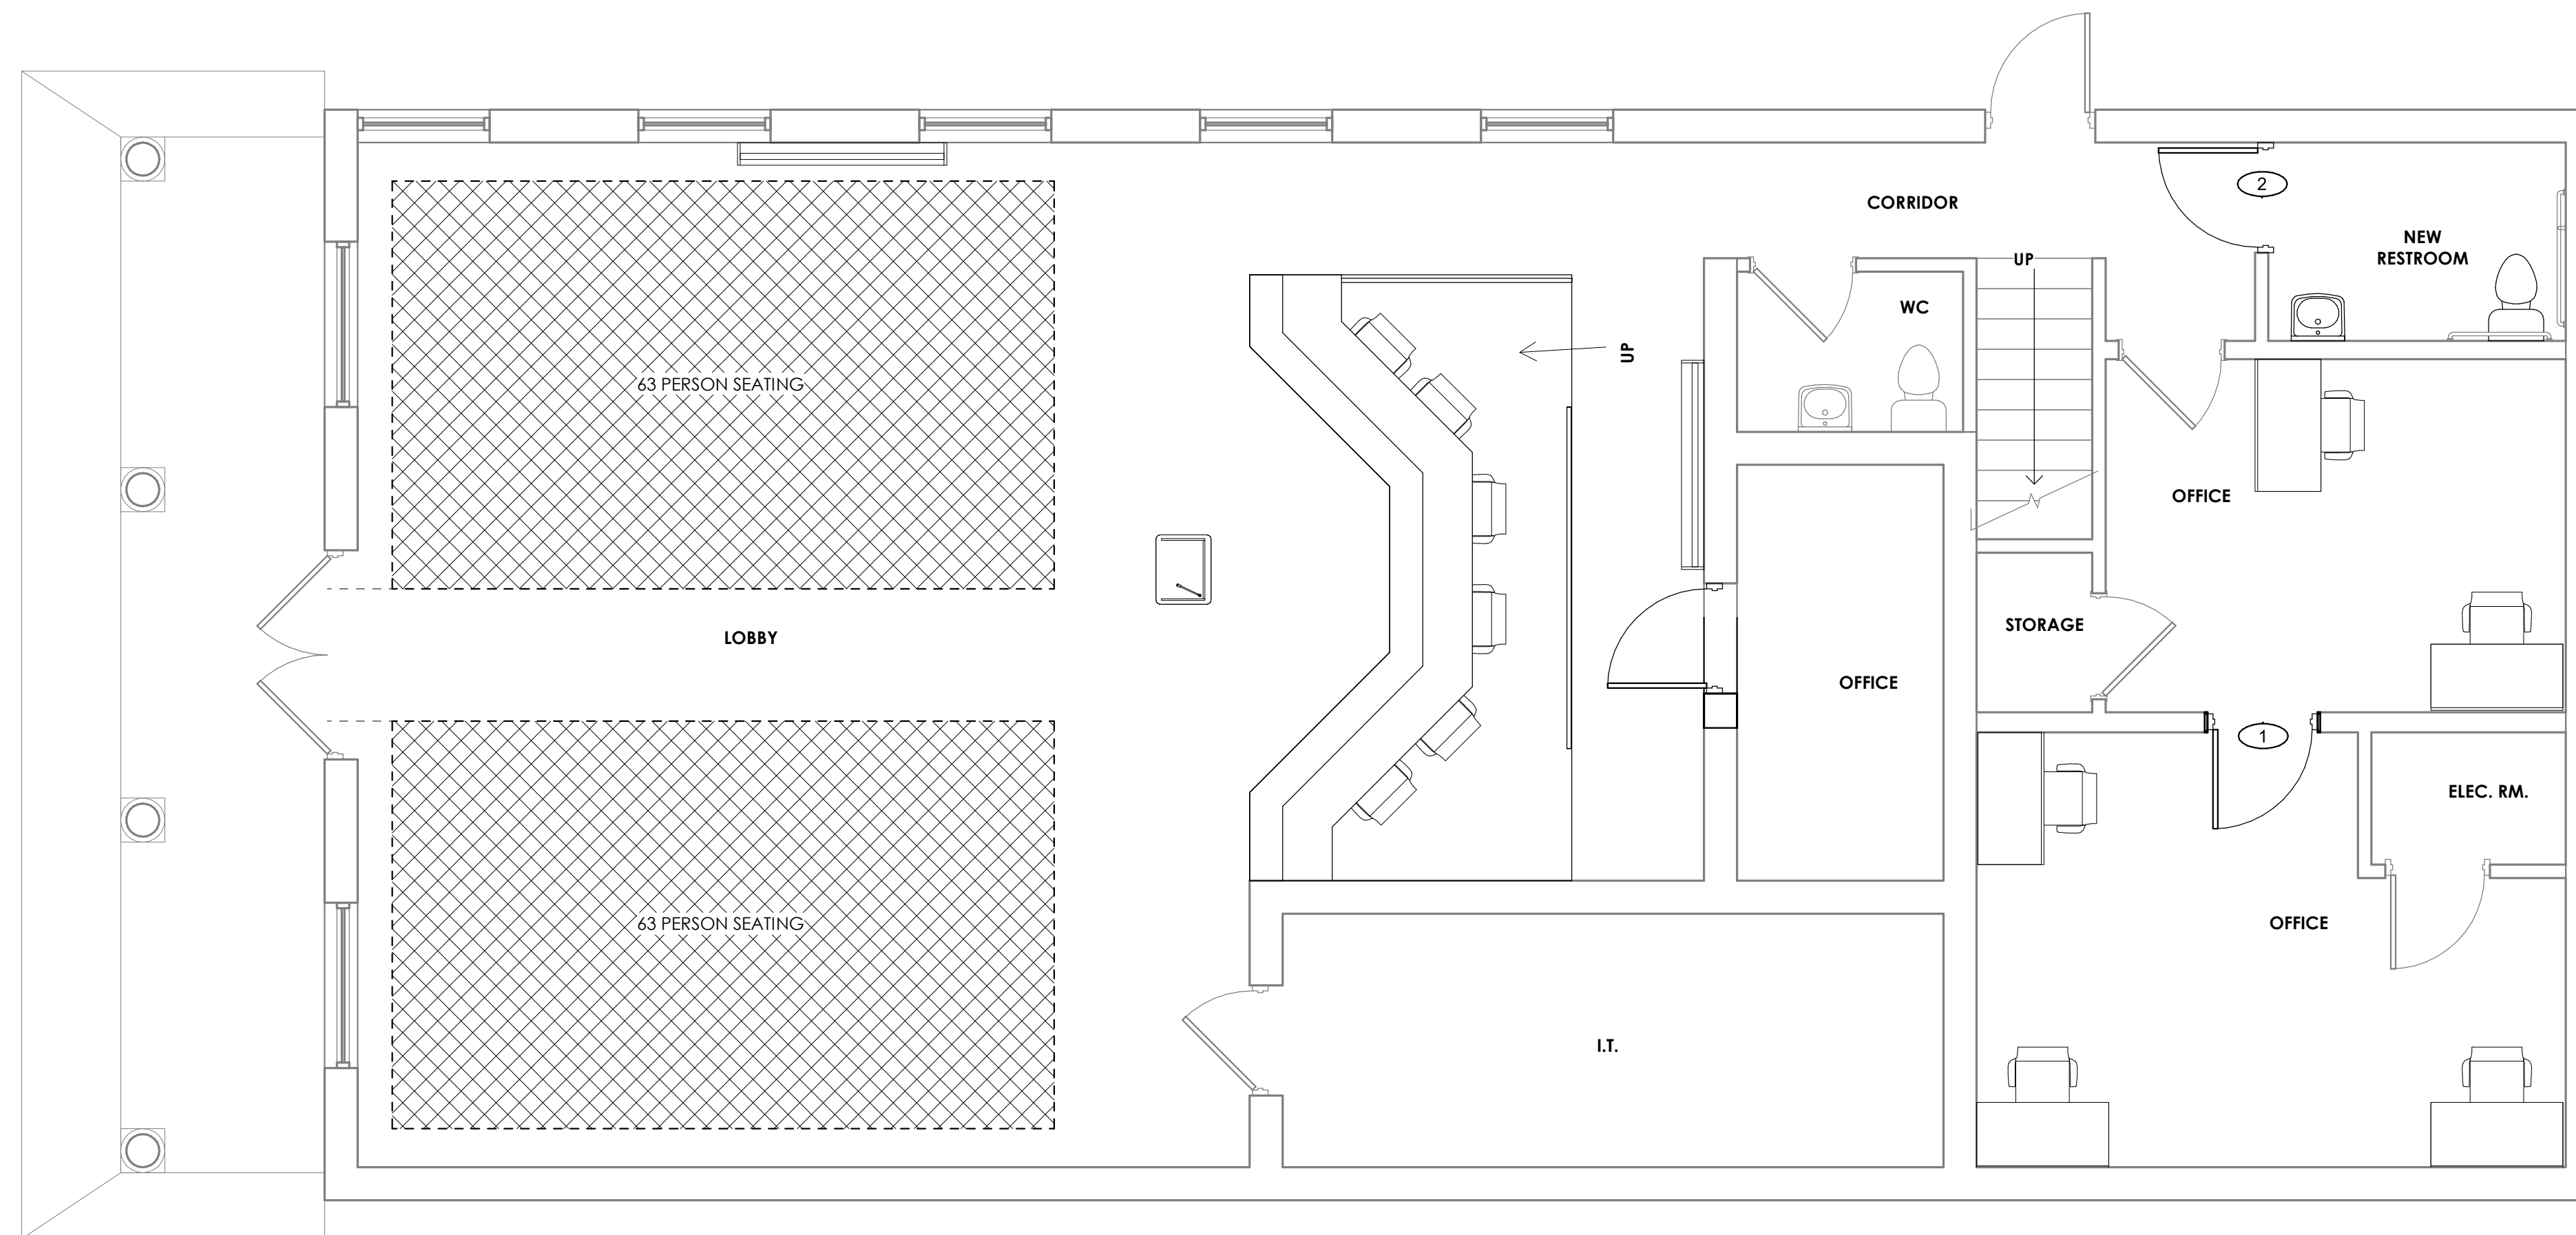 CORRIDOR
2
NEW
RESTROOM
UP
WC
UP
63 PERSON SEATING
OFFICE
LOBBY
STORAGE
OFFICE
1
ELEC. RM.
63 PERSON SEATING
OFFICE
I.T.